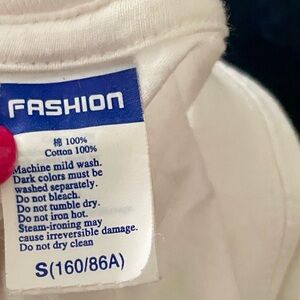 FASHION
棉 100%
Cotton 100%
Machine mild wash.
Dark colors must be
washed separately.
Do not bleach.
Do not tumble dry.
Do not iron hot.
Steam-ironing may
cause irreversible damage.
Do not dry clean
S(160/86A)